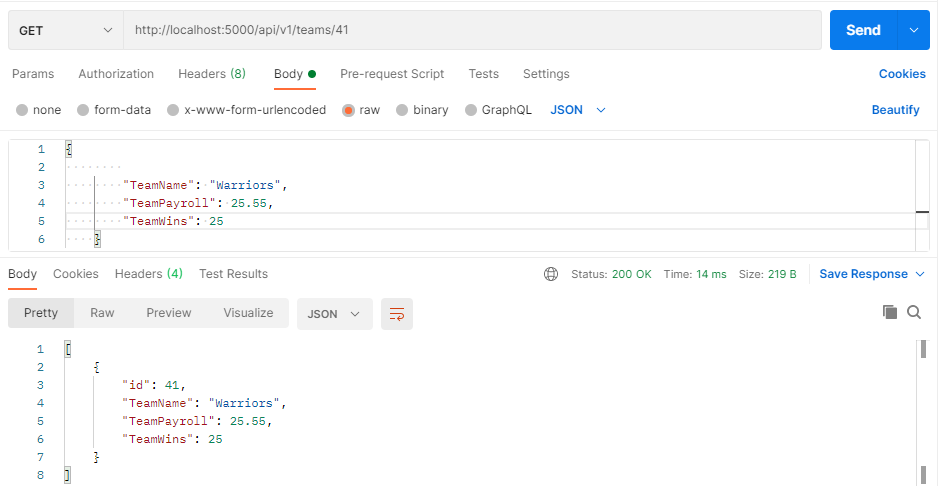 GET http://localhost:5000/api/v1/teams/41 Send
Params Authorization Headers (8) Body Pre-request Script Tests Settings Cookies
none form-data x-www-form-urlencoded raw binary GraphQL JSON Beautify
1 {
2
3 "TeamName": "Warriors",
4 "TeamPayroll": 25.55,
5 "TeamWins": 25
6 }
Body Cookies Headers (4) Test Results Status: 200 OK Time: 14 ms Size: 219 B Save Response
Pretty Raw Preview Visualize JSON
1 [
2 {
3 "id": 41,
4 "TeamName": "Warriors",
5 "TeamPayroll": 25.55,
6 "TeamWins": 25
7 }
8 ]